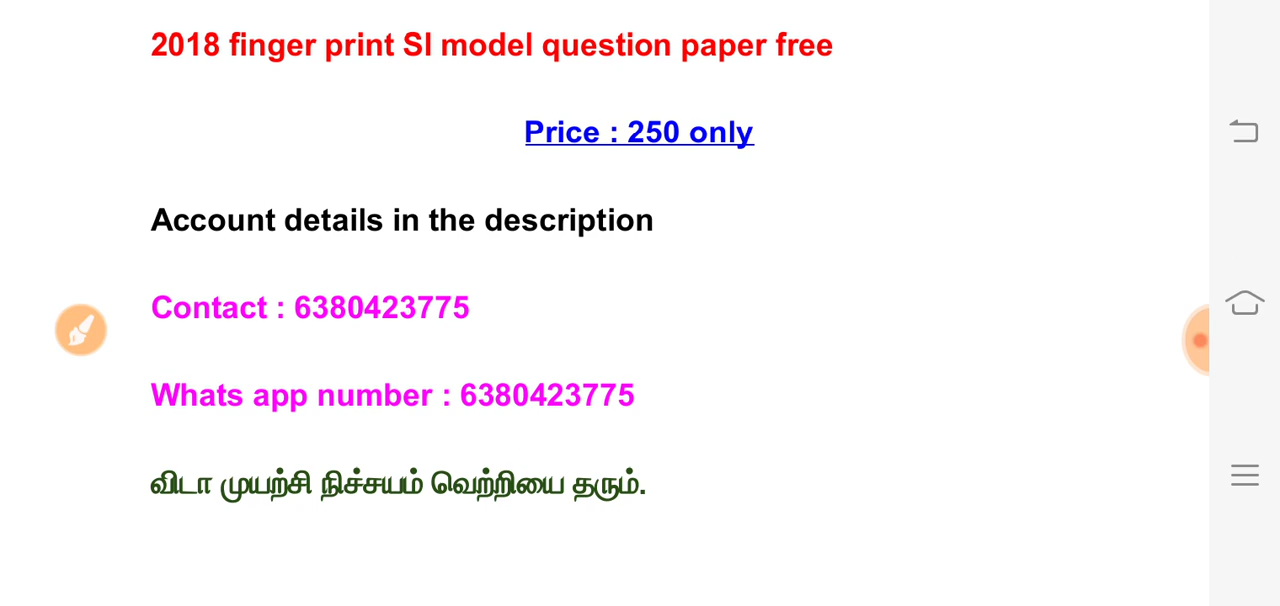 2018 finger print SI model question paper free
Price : 250 only
Account details in the description
Contact : 6380423775
Whats app number : 6380423775
விடா முயற்சி நிச்சயம் வெற்றியை தரும்.